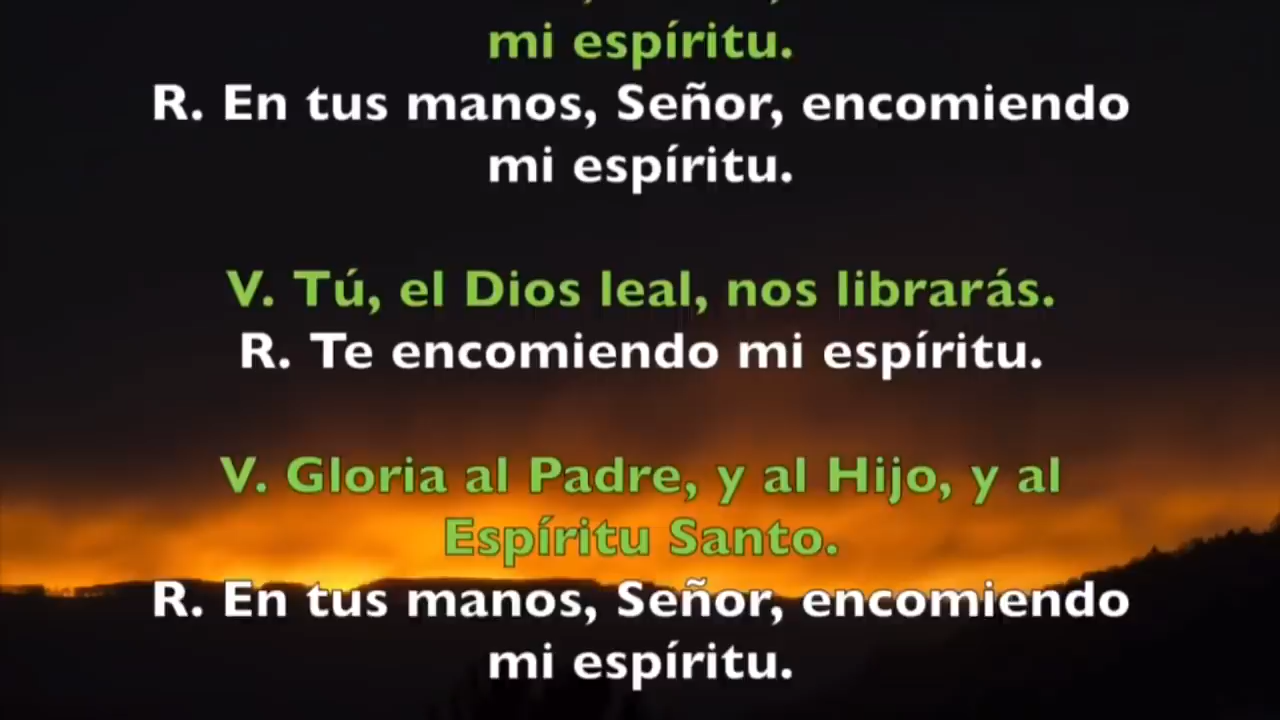 mi espíritu.
R. En tus manos, Señor, encomiendo
mi espíritu.
V. Tú, el Dios leal, nos librarás.
R. Te encomiendo mi espíritu.
V. Gloria al Padre, y al Hijo, y al
Espíritu Santo.
R. En tus manos, Señor, encomiendo
mi espíritu.